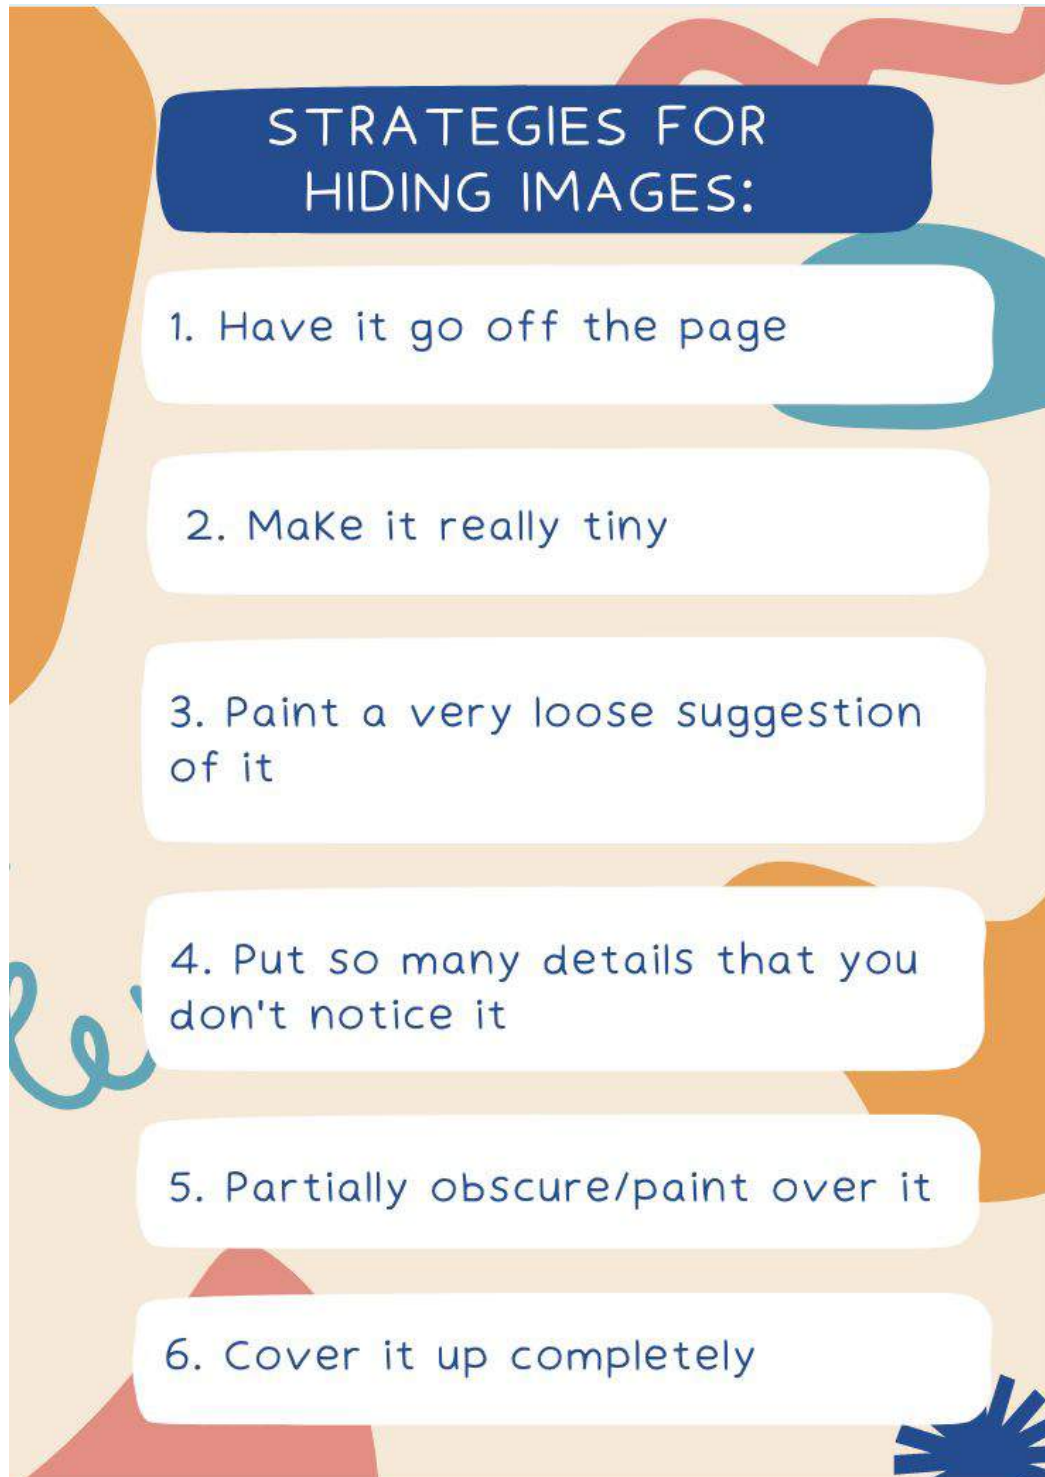 STRATEGIES FOR
HIDING IMAGES:
1. Have it go off the page
2. Make it really tiny
3. Paint a very loose suggestion
of it
4. Put so many details that you
don't notice it
5. Partially obscure/paint over it
6. Cover it up completely